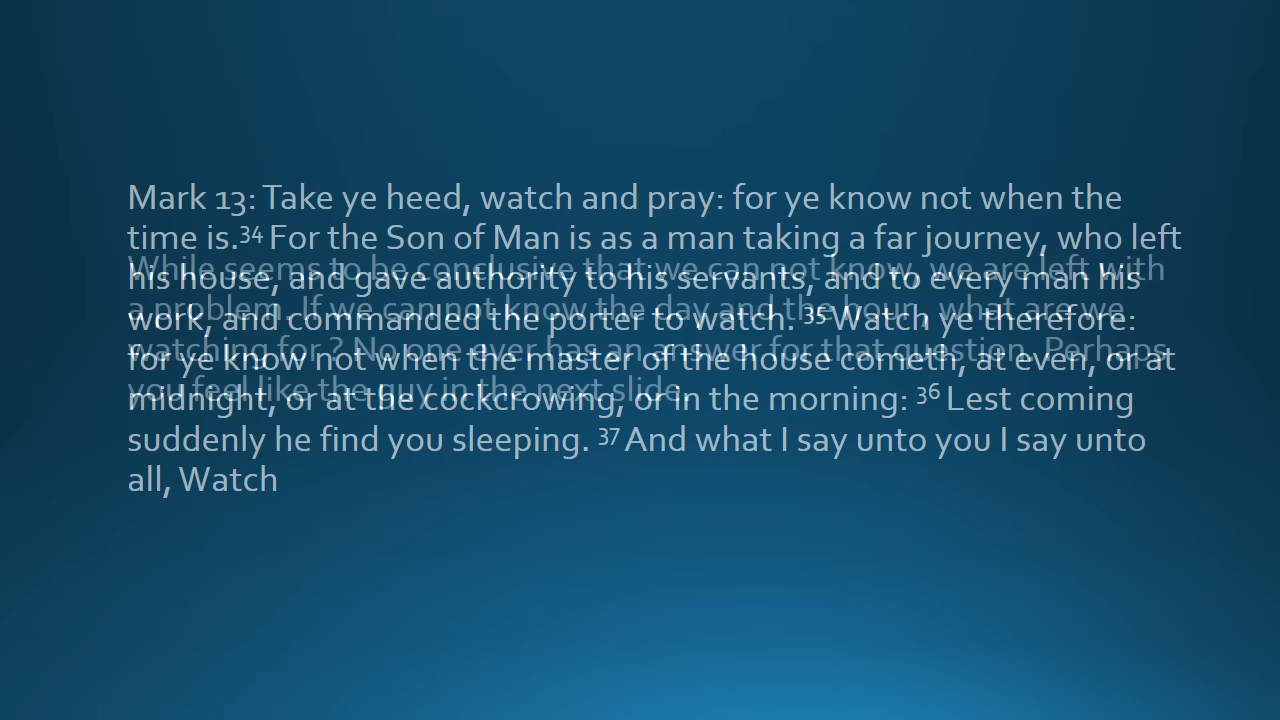 Mark 13: Take ye heed, watch and pray: for ye know not when the
time is.34 For the Son of Man is as a man taking a far journey, who left
his house, and gave authority to his servants, and to every man his
work, and commanded the porter to watch. 35 Watch ye therefore:
for ye know not when the master of the house cometh, at even, or at
midnight, or at the cockcrowing, or in the morning: 36 Lest coming
suddenly he find you sleeping. 37 And what I say unto you I say unto
all, Watch
While seems to be conclusive that we can not know, we are left with
a problem. If we can not know the day and the hour, what are we
watching for? No one ever has an answer for that question. Perhaps
you feel like the guy in the next slide.